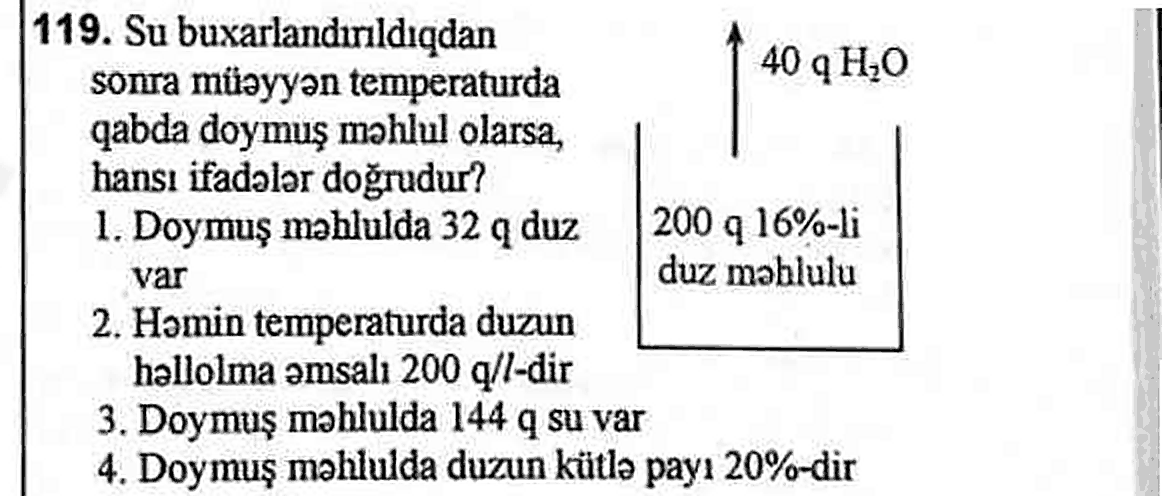 119. Su buxarlandırıldıqdan
sonra müəyyən temperaturda
qabda doymuş məhlul olarsa,
hansı ifadələr doğrudur?
1. Doymuş məhlulda 32 q duz
var
2. Həmin temperaturda duzun
həllolma əmsalı 200 q/l-dir
3. Doymuş məhlulda 144 q su var
4. Doymuş məhlulda duzun kütlə payı 20%-dir
40 q H₂O
200 q 16%-li
duz məhlulu